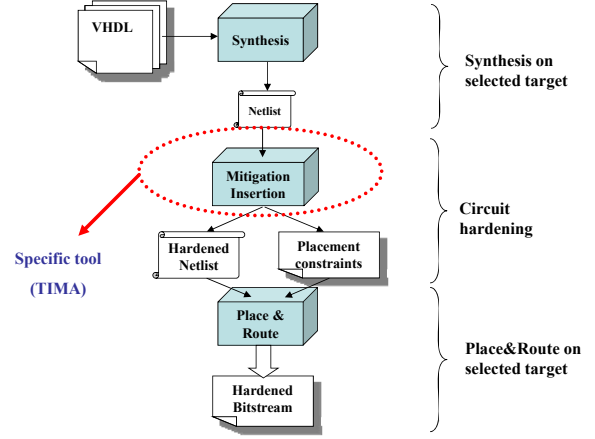 VHDL
Synthesis
Synthesis on
selected target
Netlist
Mitigation
Insertion
Circuit
hardening
Hardened
Netlist
Placement
constraints
Specific tool
(TIMA)
Place &
Route
Place&Route on
selected target
Hardened
Bitstream